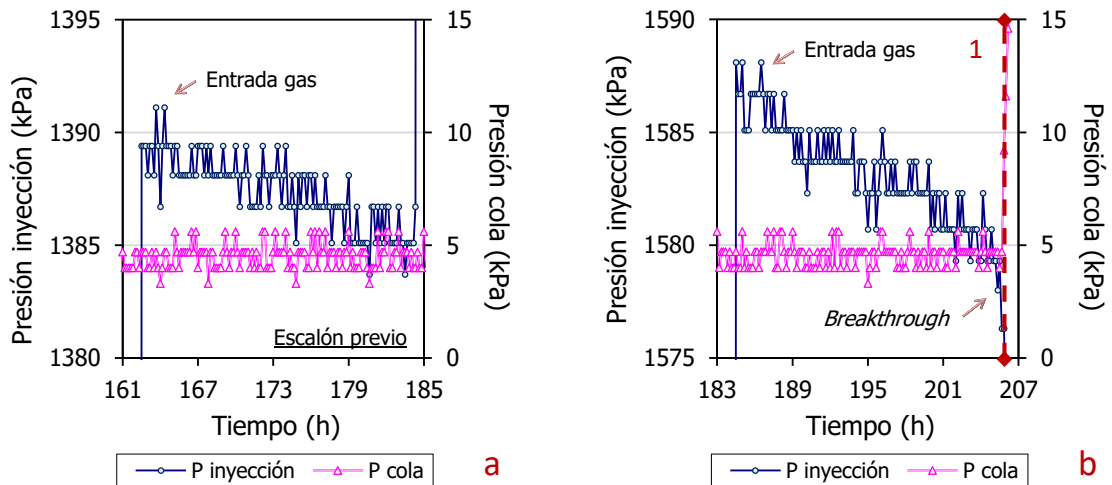 Presión inyección (kPa)
1395
1390
1385
1380
Entrada gas
Escalón previo
15
10
5
0
Presión cola (kPa)
161 167 173 179 185
Tiempo (h)
P inyección P cola
a
Presión inyección (kPa)
1590
1585
1580
1575
Entrada gas
1
Breakthrough
15
10
5
0
Presión cola (kPa)
183 189 195 201 207
Tiempo (h)
P inyección P cola
b